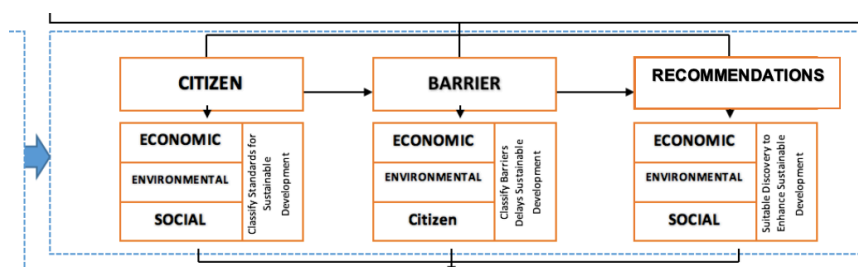 CITIZEN
BARRIER
RECOMMENDATIONS
ECONOMIC
ENVIRONMENTAL
SOCIAL
Classify Standards for
Sustainable
Development
ECONOMIC
ENVIRONMENTAL
Citizen
Classify Barriers
Delays Sustainable
Development
ECONOMIC
ENVIRONMENTAL
SOCIAL
Suitable Discovery to
Enhance Sustainable
Development